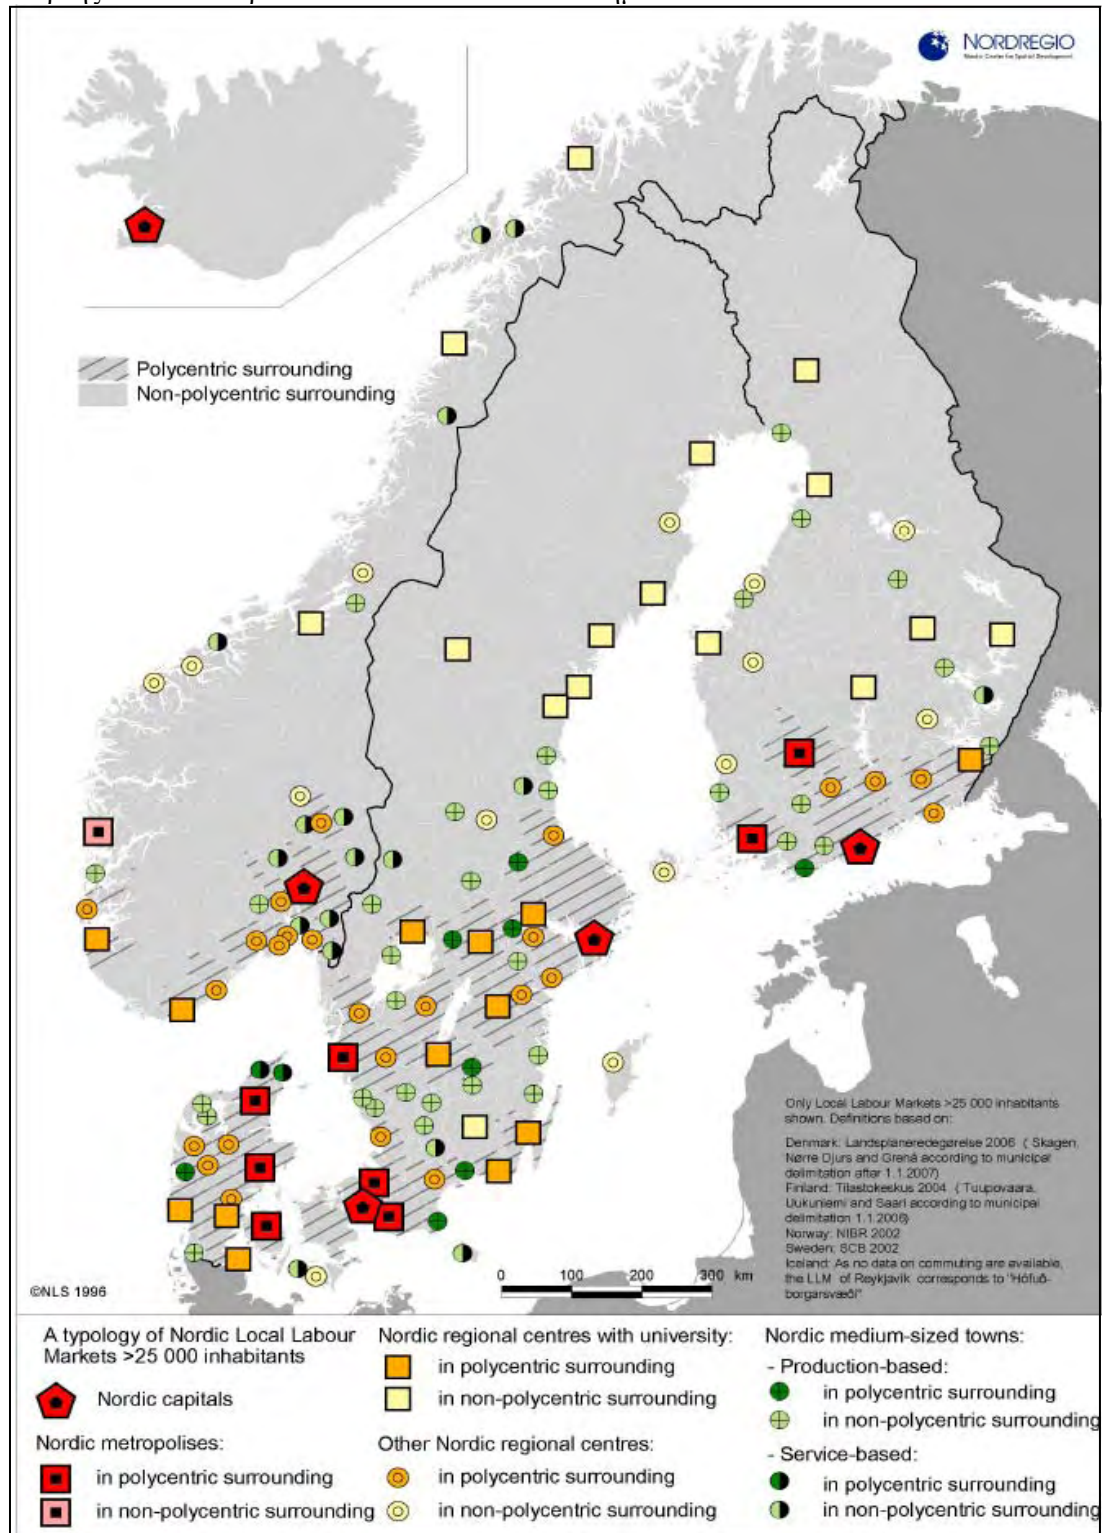 NORDREGIO
Nordic Center for Spatial Development
Polycentric surrounding
Non-polycentric surrounding
Only Local Labour Markets >25 000 inhabitants
shown. Definitions based on:
Denmark: Landsplaneredegørelse 2006 ( Skagen,
Nørre Djurs and Grenå according to municipal
delimitation after 1.1.2007)
Finland: Tilastokeskus 2004 ( Tuupovaara,
Uukuniemi and Saari according to municipal
delimitation 1.1.2006)
Norway: NIBR 2002
Sweden: SCB 2002
Iceland: As no data on commuting are available,
the LLM of Reykjavik corresponds to "Höfuð-
borgarsvæði"
0 100 200 300 km
©NLS 1996
A typology of Nordic Local Labour
Markets >25 000 inhabitants
Nordic capitals
Nordic metropolises:
in polycentric surrounding
in non-polycentric surrounding
Nordic regional centres with university:
in polycentric surrounding
in non-polycentric surrounding
Other Nordic regional centres:
in polycentric surrounding
in non-polycentric surrounding
Nordic medium-sized towns:
- Production-based:
in polycentric surrounding
in non-polycentric surrounding
- Service-based:
in polycentric surrounding
in non-polycentric surrounding